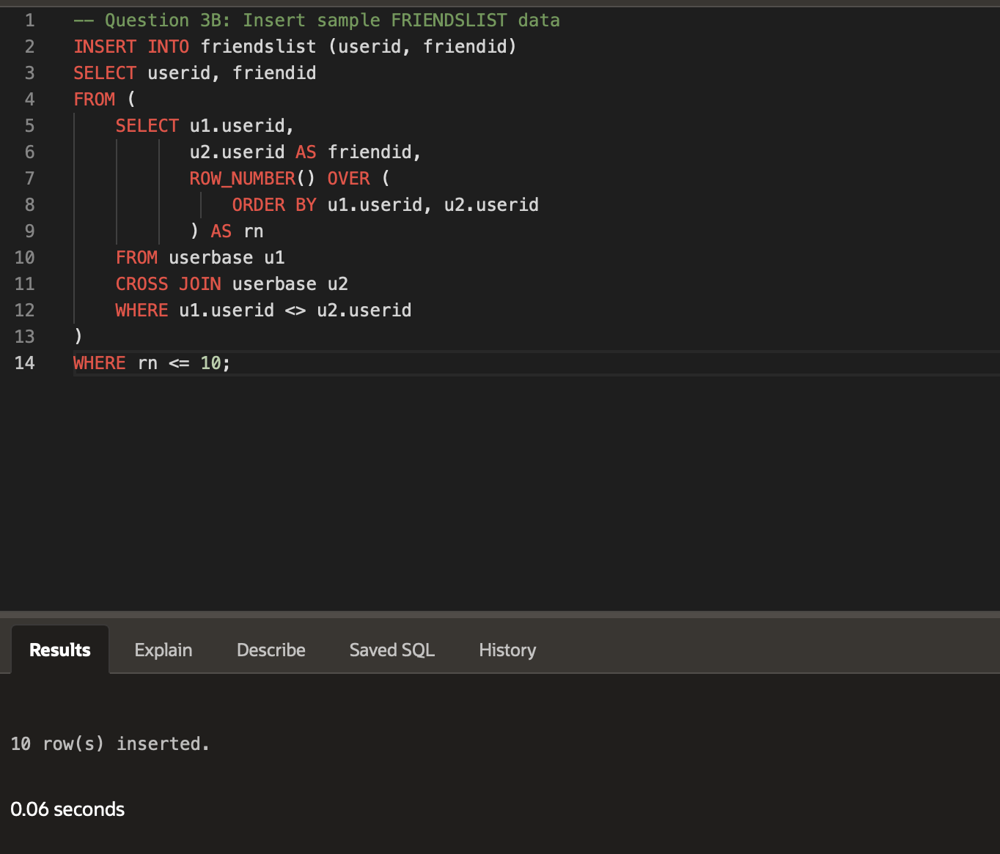 1 -- Question 3B: Insert sample FRIENDSLIST data
2 INSERT INTO friendslist (userid, friendid)
3 SELECT userid, friendid
4 FROM (
5     SELECT u1.userid,
6            u2.userid AS friendid,
7            ROW_NUMBER() OVER (
8                ORDER BY u1.userid, u2.userid
9            ) AS rn
10     FROM userbase u1
11     CROSS JOIN userbase u2
12     WHERE u1.userid <> u2.userid
13 )
14 WHERE rn <= 10;
Results Explain Describe Saved SQL History
10 row(s) inserted.
0.06 seconds